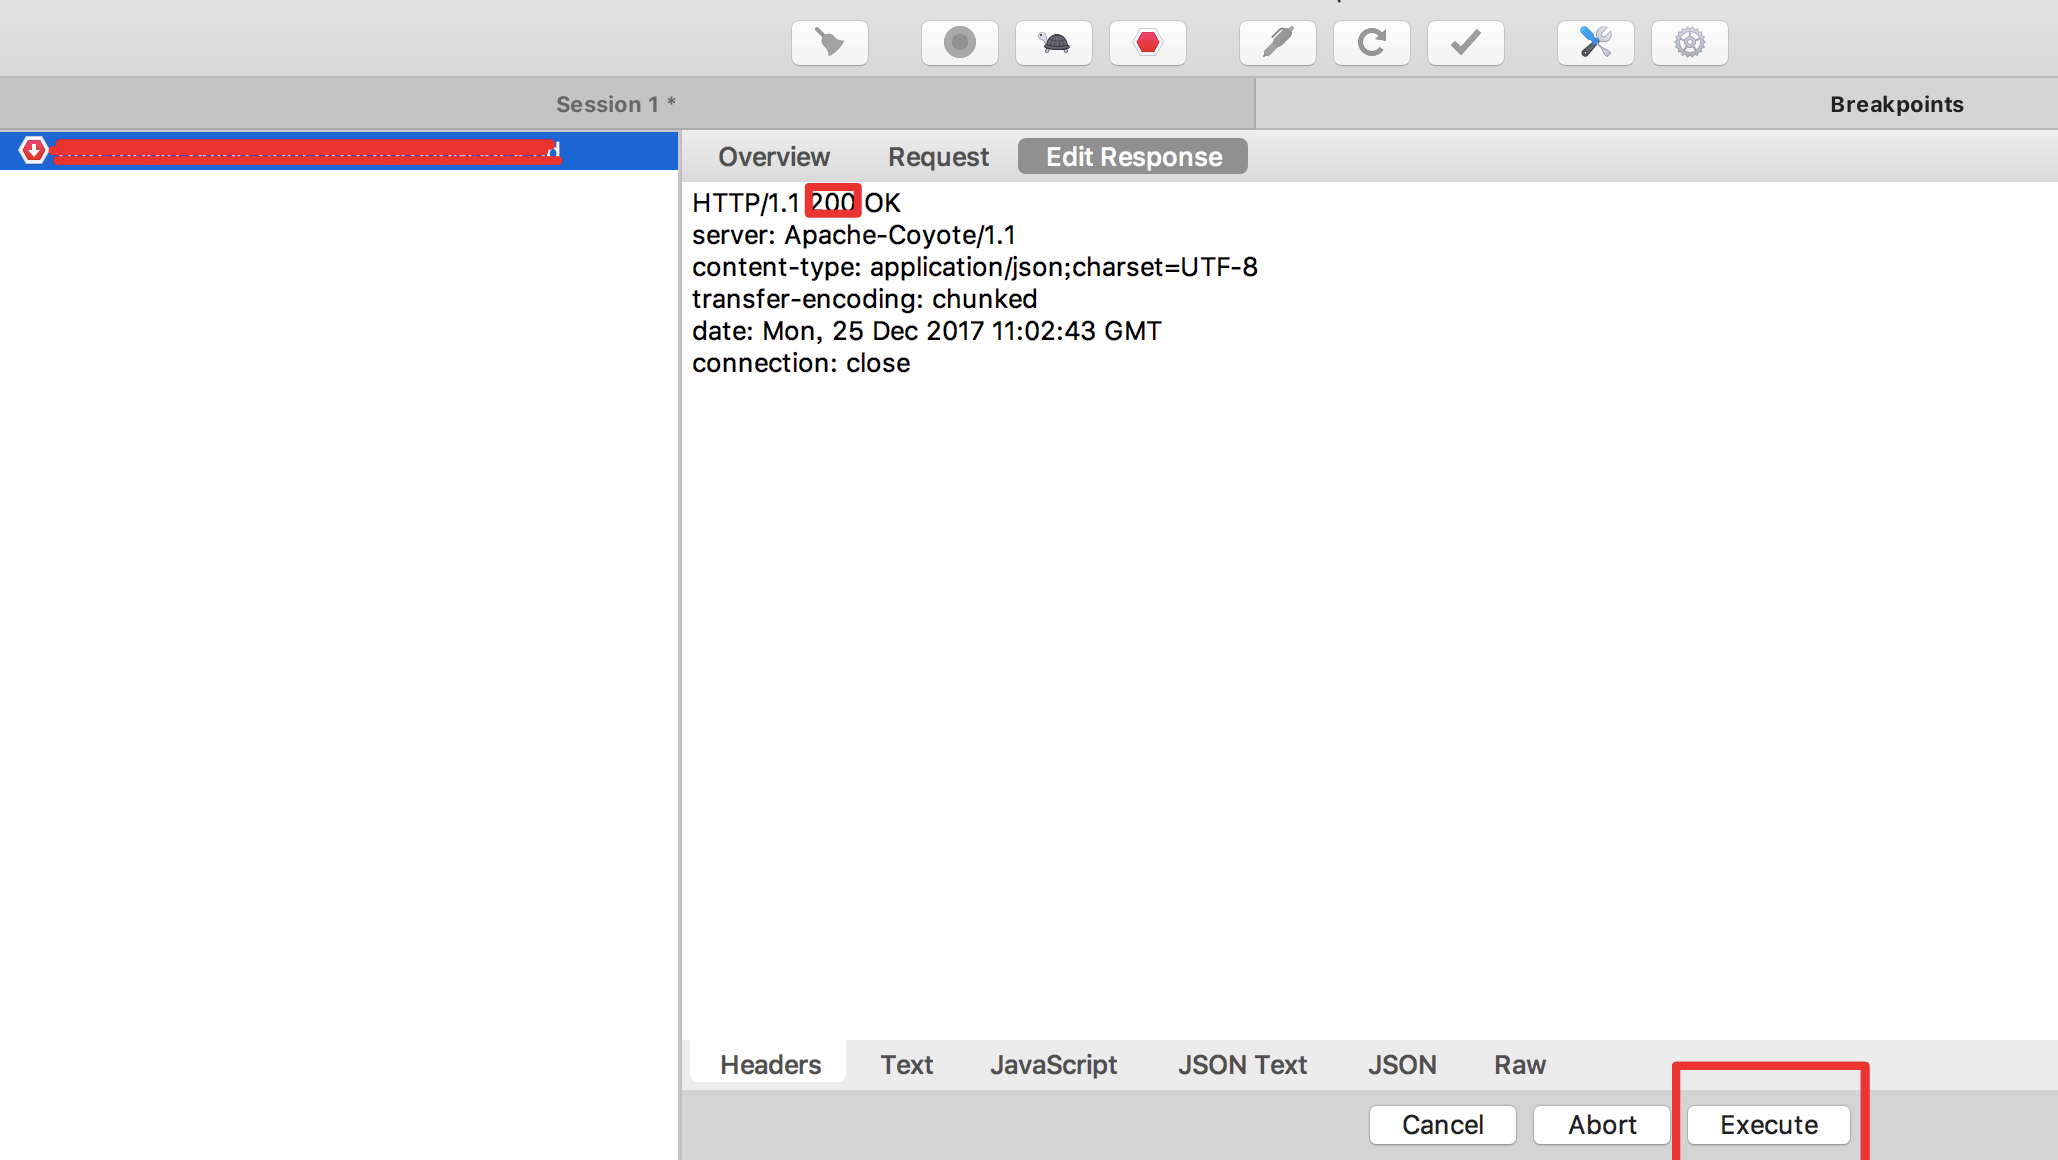 Session 1 *
Breakpoints
Overview Request Edit Response
HTTP/1.1 200 OK
server: Apache-Coyote/1.1
content-type: application/json;charset=UTF-8
transfer-encoding: chunked
date: Mon, 25 Dec 2017 11:02:43 GMT
connection: close
Headers Text JavaScript JSON Text JSON Raw
Cancel Abort Execute